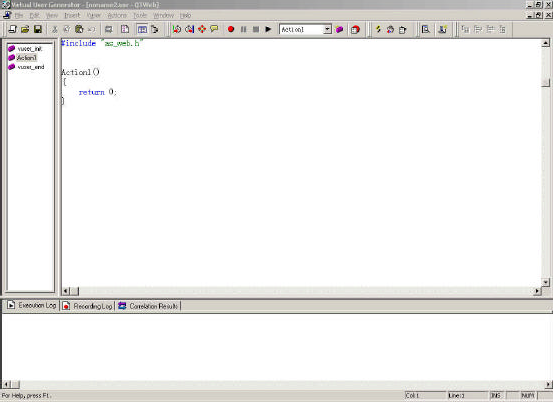 Virtual User Generator - [noname2.usr - QTWeb]
File Edit View Insert Vuser Actions Tools Window Help
Action1
vuser_init
Action1
vuser_end
#include "as_web.h"
Action1()
{
return 0;
}
Execution Log Recording Log Correlation Results
For Help, press F1. Col:1 Line:1 INS NUM